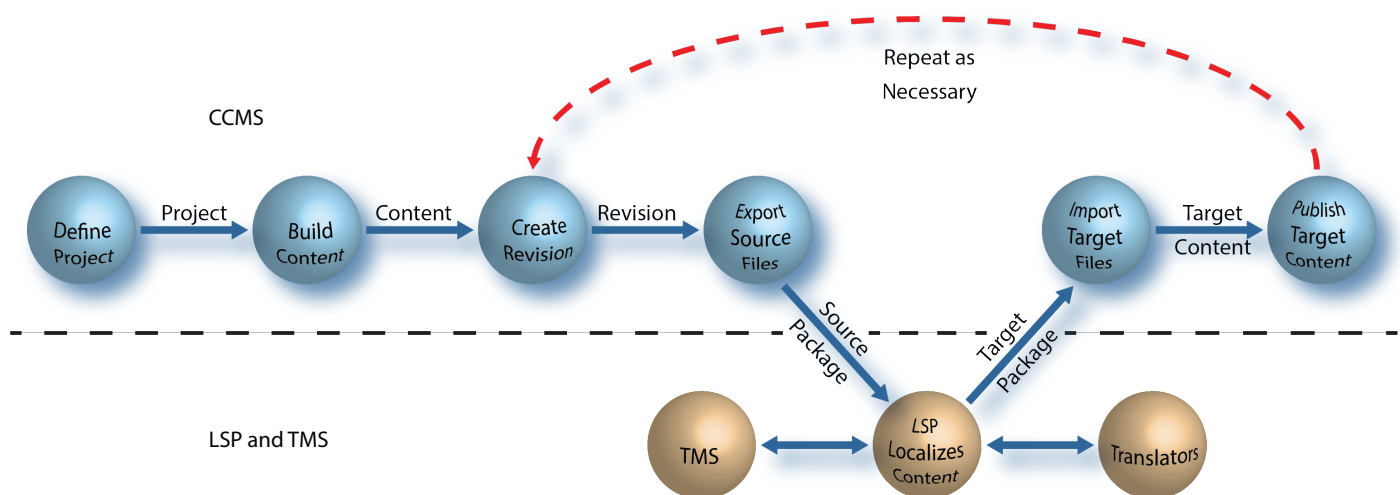 Repeat as
Necessary
CCMS
Define
Project
Project
Build
Content
Content
Create
Revision
Revision
Export
Source
Files
Import
Target
Files
Target
Content
Publish
Target
Content
Source
Package
Target
Package
LSP and TMS
TMS
LSP
Localizes
Content
Translators